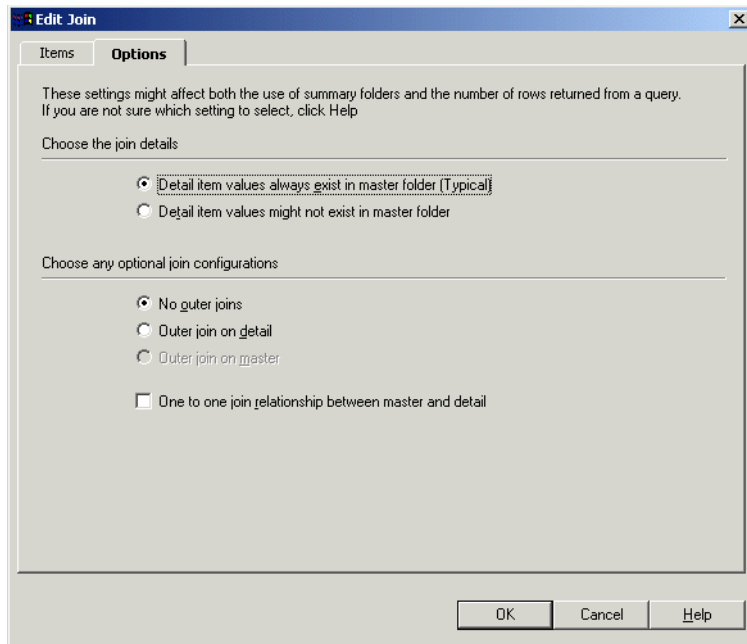 Edit Join
Items Options
These settings might affect both the use of summary folders and the number of rows returned from a query.
If you are not sure which setting to select, click Help
Choose the join details
Detail item values always exist in master folder (Typical)
Detail item values might not exist in master folder
Choose any optional join configurations
No outer joins
Outer join on detail
Outer join on master
One to one join relationship between master and detail
OK Cancel Help